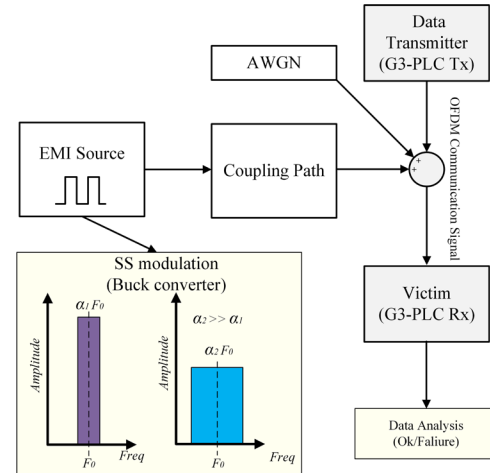 Data
Transmitter
(G3-PLC Tx)
AWGN
OFDM Communication Signal
EMI Source
Coupling Path
+
+
SS modulation
(Buck converter)
α1 F0
α2 >> α1
α2 F0
Amplitude
Amplitude
F0
Freq
F0
Freq
Victim
(G3-PLC Rx)
Data Analysis
(Ok/Faliure)